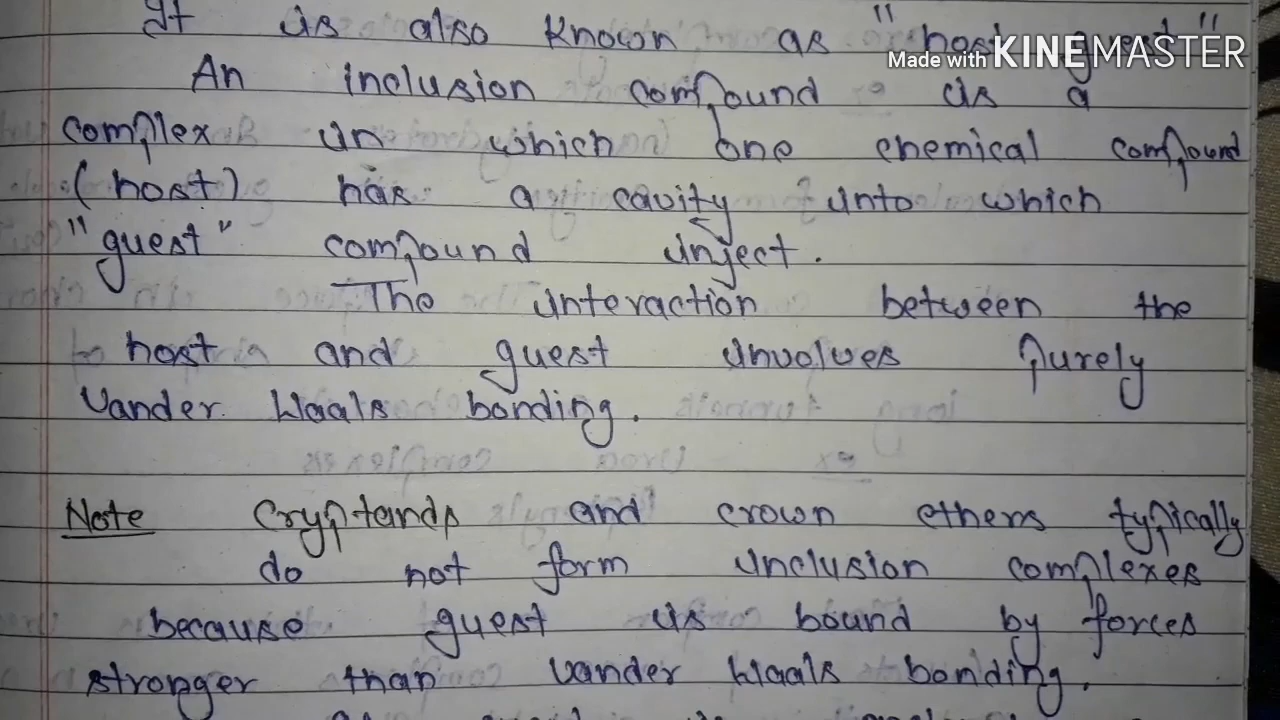 It is also known as "host guest"
Made with KINEMASTER
An inclusion compound is a
complex in which one chemical compound
(host) has a cavity into which
"guest" compound inject.
The interaction between the
host and guest involves purely
Vander Waals bonding.
Note Cryptands and crown ethers typically
do not form inclusion complexes
because guest is bound by forces
stronger than vander Waals bonding.